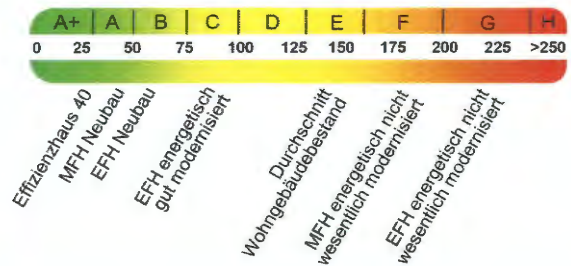 A+ A B C D E F G H
0 25 50 75 100 125 150 175 200 225 >250
Effizienzhaus 40
MFH Neubau
EFH Neubau
EFH energetisch
gut modernisiert
Durchschnitt
Wohngebäudebestand
MFH energetisch nicht
wesentlich modernisiert
EFH energetisch nicht
wesentlich modernisiert